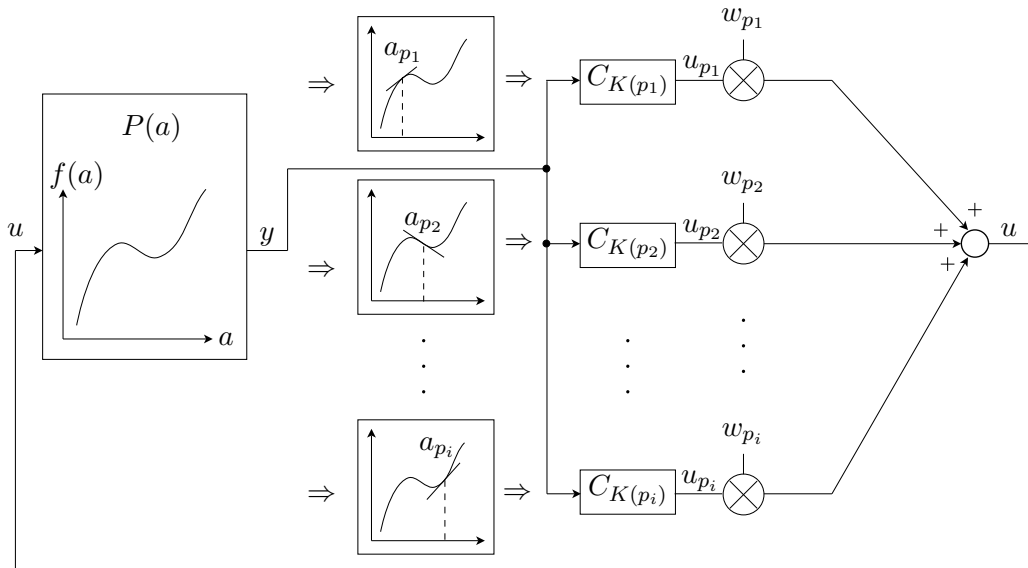 P(a)
f(a)
a
u
y
⇒
a_{p_1}
⇒
C_{K(p_1)}
u_{p_1}
w_{p_1}
⇒
a_{p_2}
⇒
C_{K(p_2)}
u_{p_2}
w_{p_2}
⇒
a_{p_i}
⇒
C_{K(p_i)}
u_{p_i}
w_{p_i}
+
+
+
u